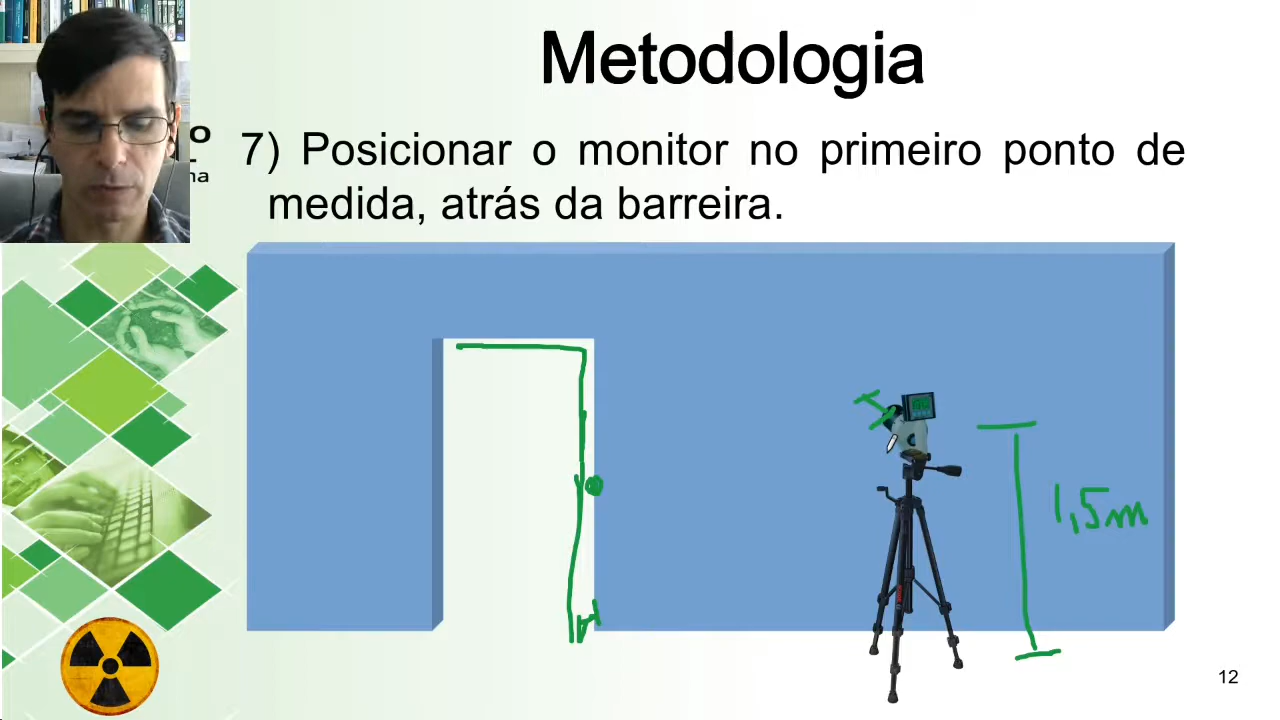 Metodologia
7) Posicionar o monitor no primeiro ponto de
medida, atrás da barreira.
1,5m
12